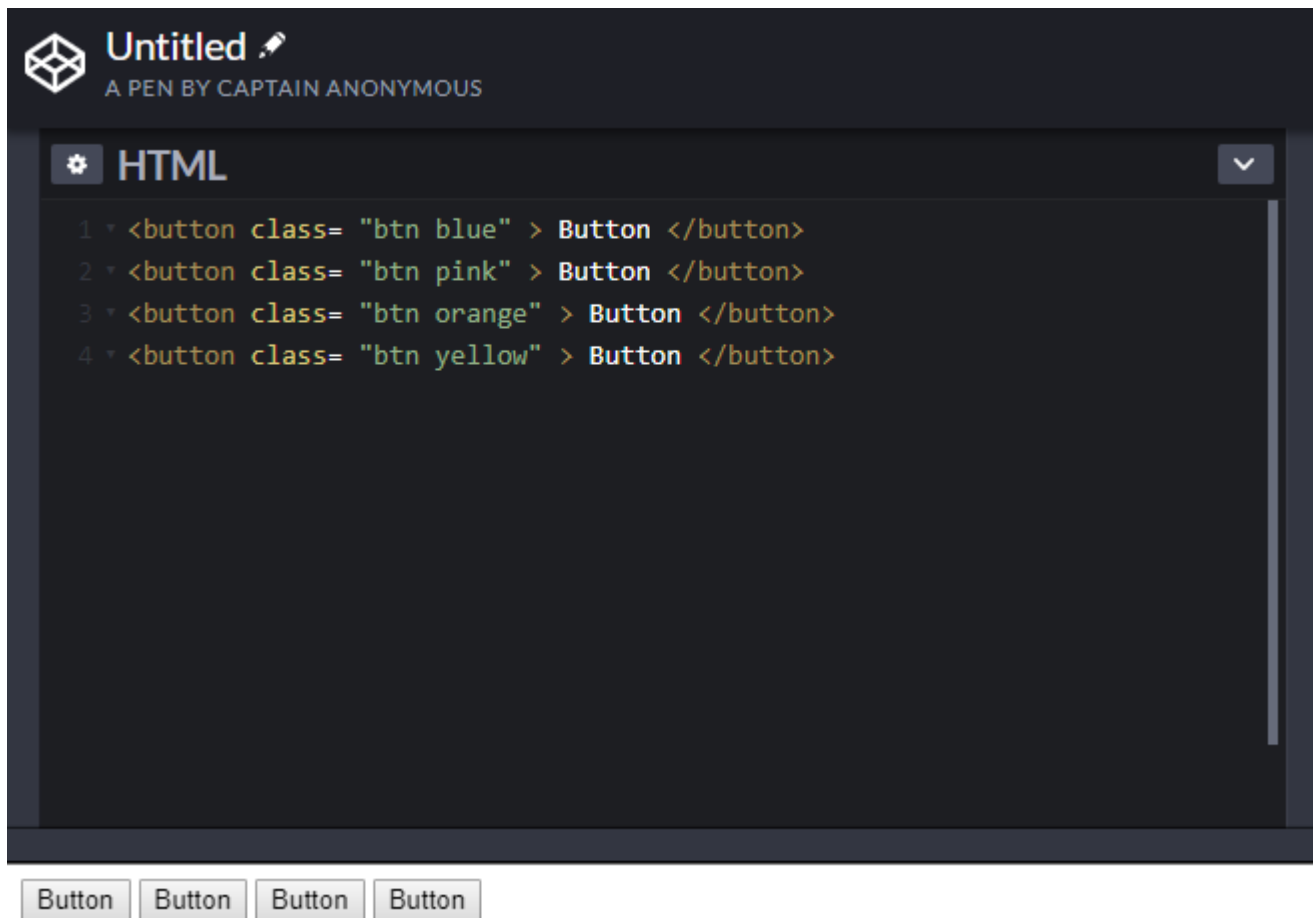 Untitled
A PEN BY CAPTAIN ANONYMOUS
HTML
1 <button class= "btn blue" > Button </button>
2 <button class= "btn pink" > Button </button>
3 <button class= "btn orange" > Button </button>
4 <button class= "btn yellow" > Button </button>
Button Button Button Button